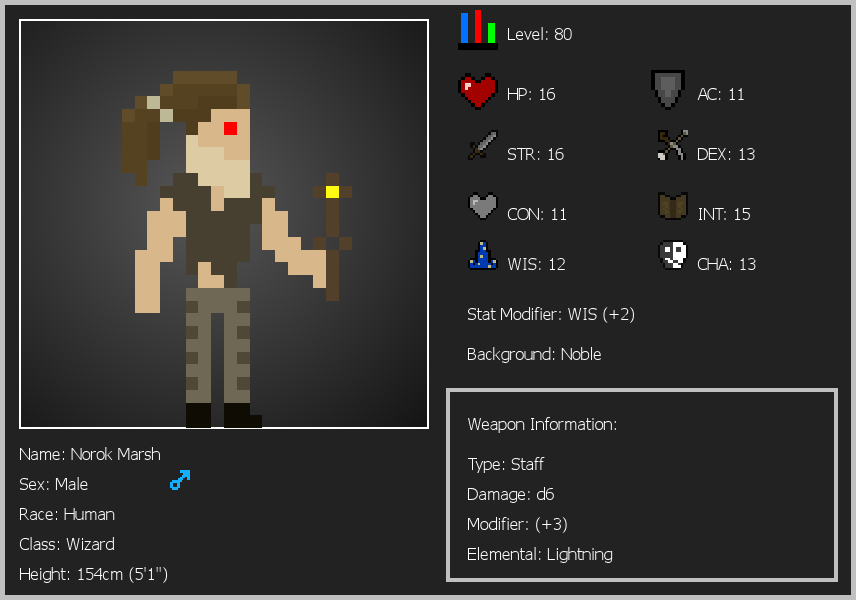 Level: 80
HP: 16
AC: 11
STR: 16
DEX: 13
CON: 11
INT: 15
WIS: 12
CHA: 13
Stat Modifier: WIS (+2)
Background: Noble
Weapon Information:
Type: Staff
Damage: d6
Modifier: (+3)
Elemental: Lightning
Name: Norok Marsh
Sex: Male
Race: Human
Class: Wizard
Height: 154cm (5'1")